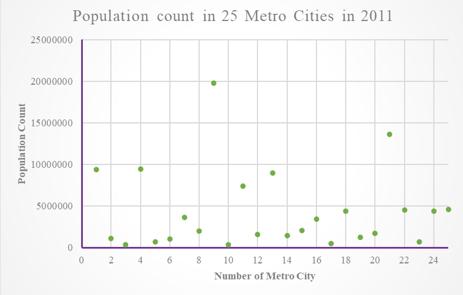 Population count in 25 Metro Cities in 2011
25000000
20000000
15000000
10000000
5000000
0
Population Count
0 2 4 6 8 10 12 14 16 18 20 22 24
Number of Metro City